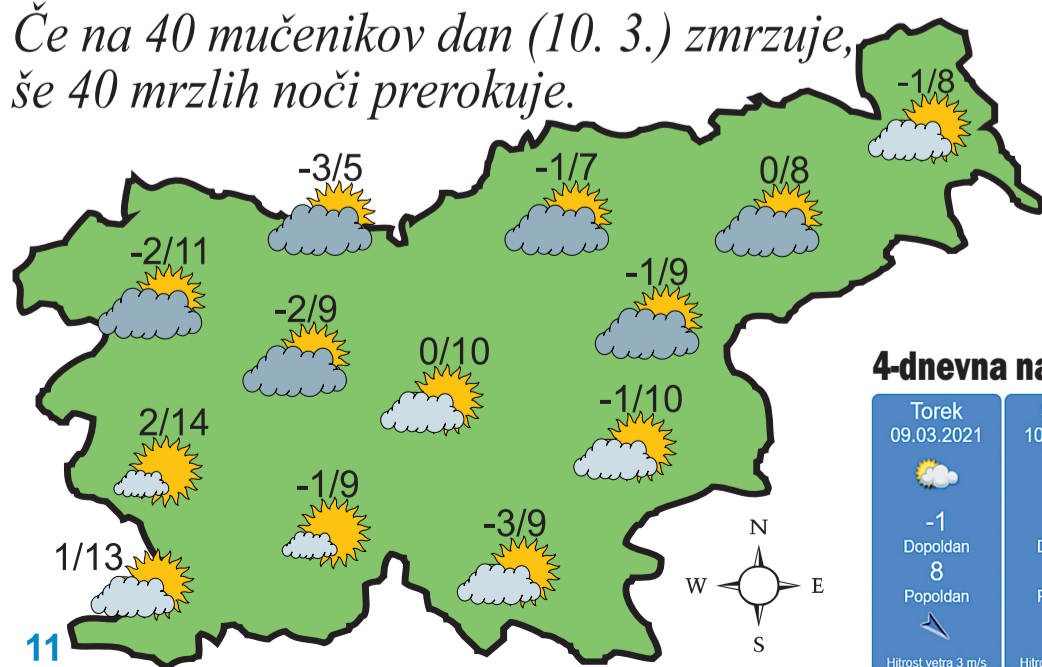 Če na 40 mučenikov dan (10. 3.) zmrzuje,
še 40 mrzlih noči prerokuje.
-1/8
-3/5
-1/7
0/8
-2/11
-1/9
-2/9
0/10
-1/10
2/14
-1/9
-3/9
1/13
11
N
W
E
S
4-dnevna na
Torek
09.03.2021
-1
Dopoldan
8
Popoldan
Hitrost vetra 3 m/s
10
D
P
Hitro